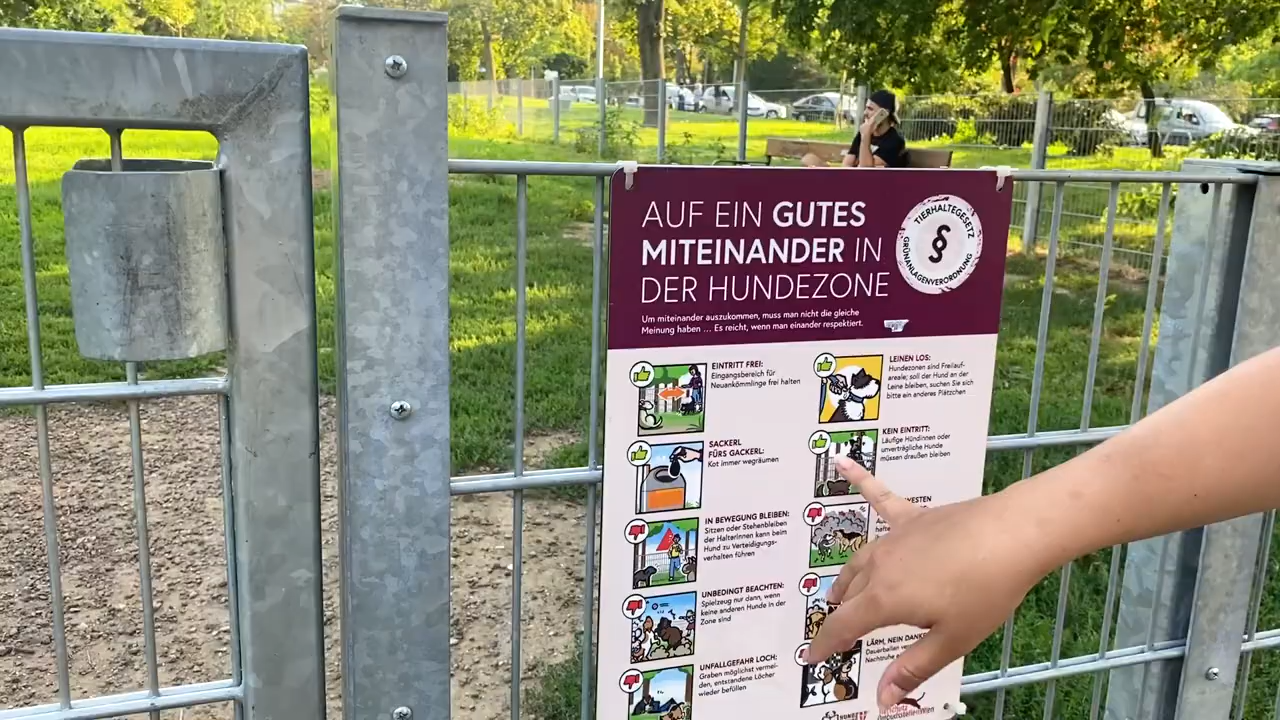 AUF EIN GUTES
MITEINANDER IN
DER HUNDEZONE
TIERHALTEGESETZ
§
GRÜNANLAGENVERORDNUNG
Um miteinander auszukommen, muss man nicht die gleiche
Meinung haben ... Es reicht, wenn man einander respektiert.
EINTRITT FREI:
Eingangsbereich für
Neuankömmlinge frei halten
SACKERL
FÜRS GACKERL:
Kot immer wegräumen
IN BEWEGUNG BLEIBEN:
Sitzen oder Stehenbleiben
der HalterInnen kann beim
Hund zu Verteidigungs-
verhalten führen
UNBEDINGT BEACHTEN:
Spielzeug nur dann, wenn
keine anderen Hunde in der
Zone sind
UNFALLGEFAHR LOCH:
Graben möglichst vermei-
den, entstandene Löcher
wieder befüllen
LEINEN LOS:
Hundezonen sind Freilauf-
areale; soll der Hund an der
Leine bleiben, suchen Sie sich
bitte ein anderes Plätzchen
KEIN EINTRITT:
Läufige Hündinnen oder
unverträgliche Hunde
müssen draußen bleiben
LÄRM, NEIN DANKE
Dauerbellen
Nachtruhe